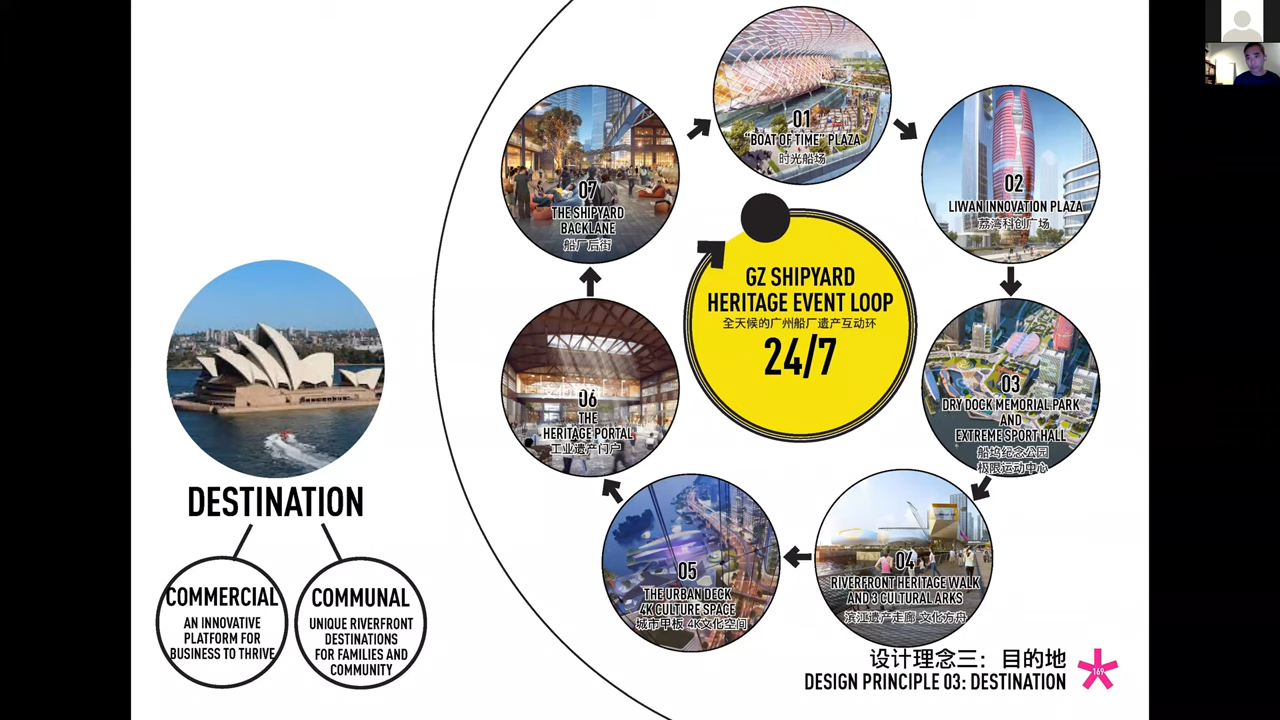 01
"BOAT OF TIME" PLAZA
时光船场
02
LIWAN INNOVATION PLAZA
荔湾科创广场
03
DRY DOCK MEMORIAL PARK
AND
EXTREME SPORT HALL
船坞纪念公园
极限运动中心
04
RIVERFRONT HERITAGE WALK
AND 3 CULTURAL ARKS
滨江遗产走廊 文化方舟
05
THE URBAN DECK
4K CULTURE SPACE
城市甲板 4K文化空间
06
THE
HERITAGE PORTAL
工业遗产门户
07
THE SHIPYARD
BACKLANE
船厂后街
GZ SHIPYARD
HERITAGE EVENT LOOP
全天候的广州船厂遗产互动环
24/7
DESTINATION
COMMERCIAL
AN INNOVATIVE
PLATFORM FOR
BUSINESS TO THRIVE
COMMUNAL
UNIQUE RIVERFRONT
DESTINATIONS
FOR FAMILIES AND
COMMUNITY
设计理念三：目的地
DESIGN PRINCIPLE 03: DESTINATION
169